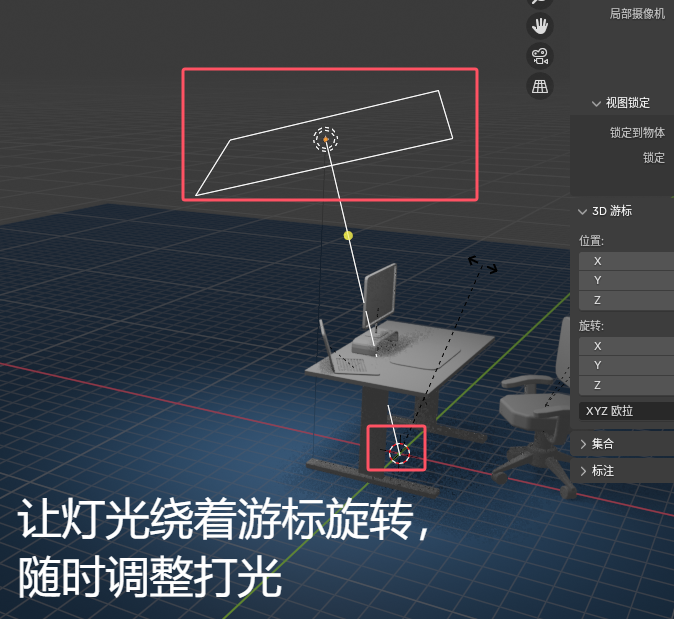 局部摄像机
视图锁定
锁定到物体
锁定
3D 游标
位置:
X
Y
Z
旋转:
X
Y
Z
XYZ 欧拉
集合
标注
让灯光绕着游标旋转，
随时调整打光